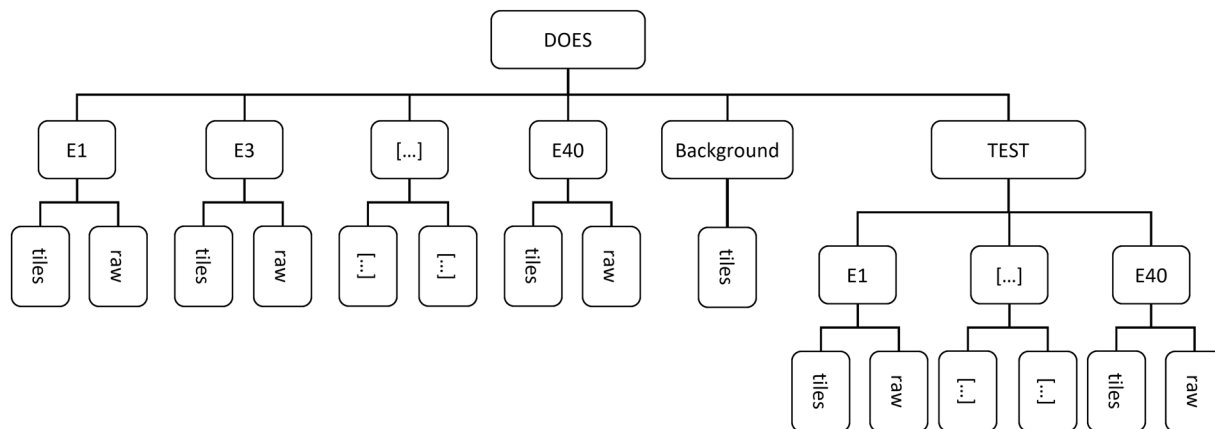 DOES
E1
E3
[...]
E40
Background
TEST
tiles
raw
tiles
raw
[...]
[...]
tiles
raw
tiles
E1
[...]
E40
tiles
raw
[...]
[...]
tiles
raw